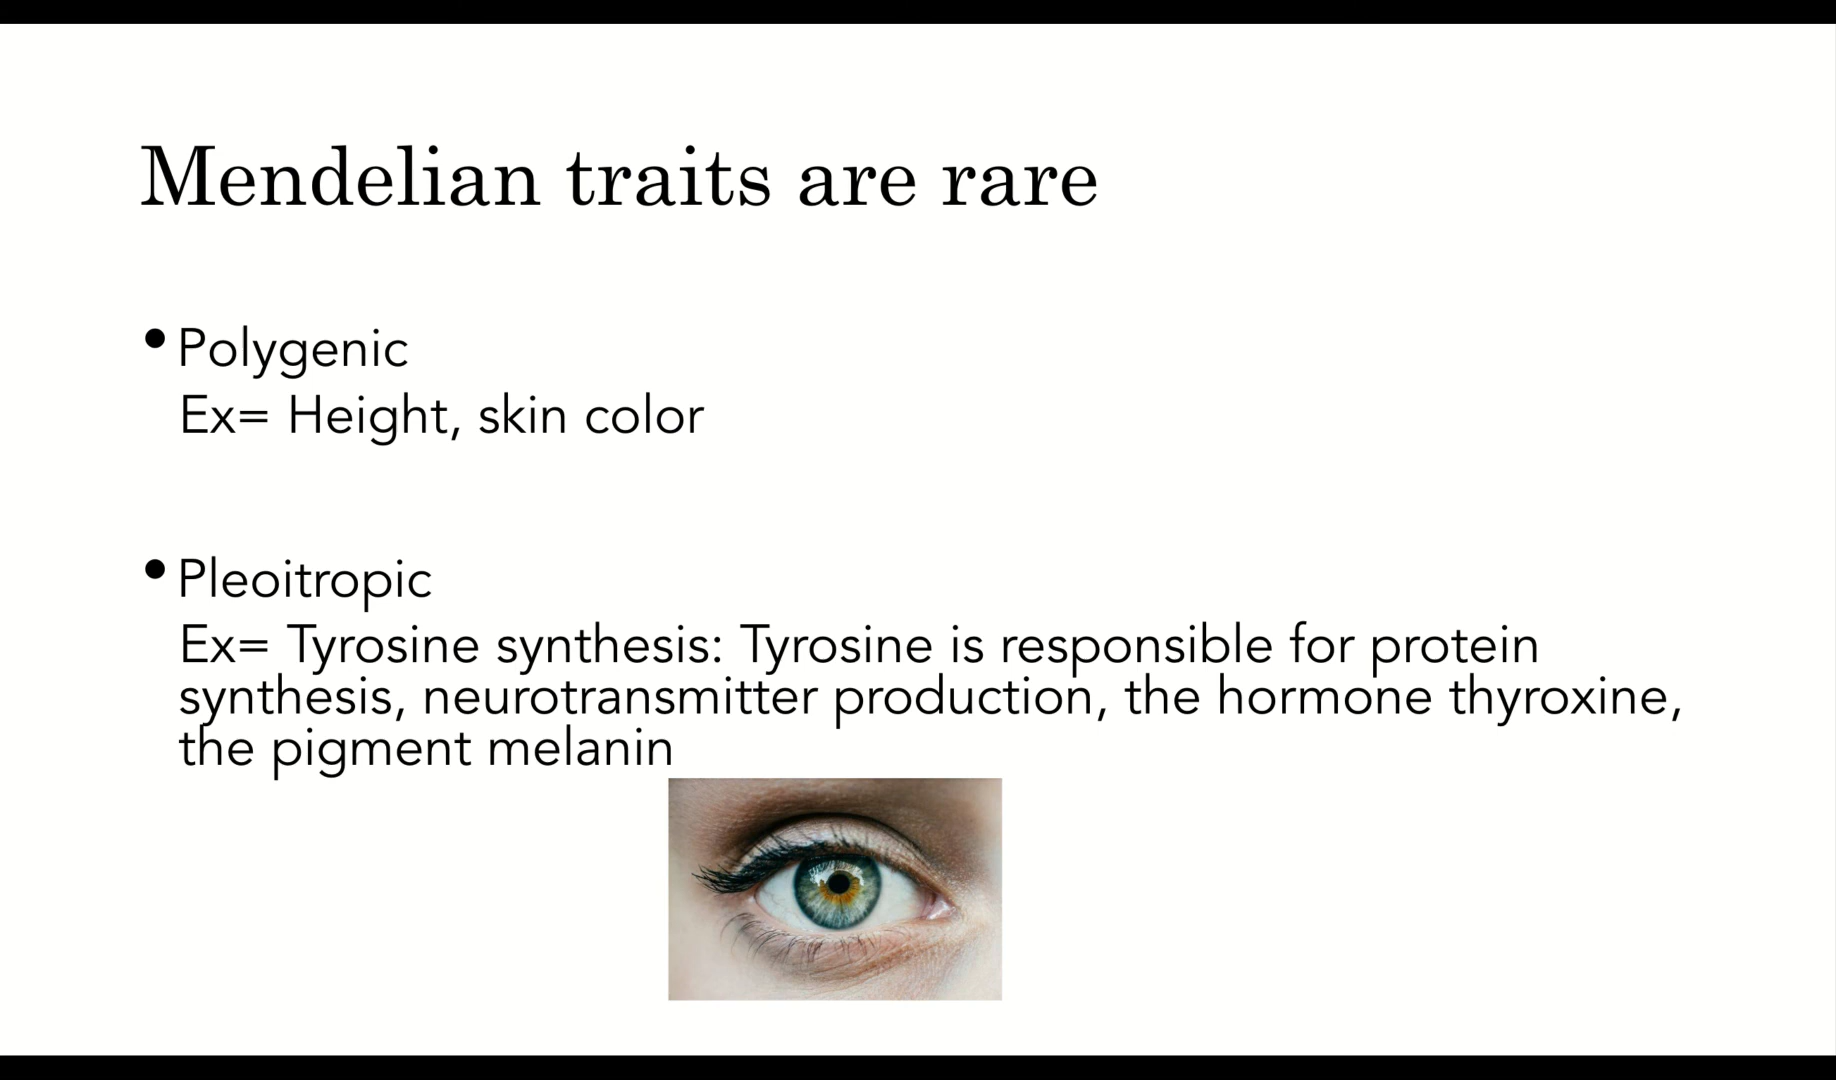 Mendelian traits are rare
• Polygenic
Ex= Height, skin color
• Pleoitropic
Ex= Tyrosine synthesis: Tyrosine is responsible for protein
synthesis, neurotransmitter production, the hormone thyroxine,
the pigment melanin